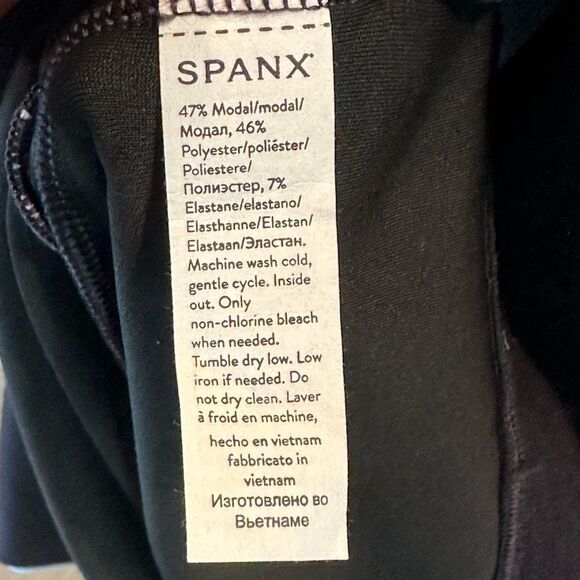 SPANX
47% Modal/modal/
Модал, 46%
Polyester/poliéster/
Poliestere/
Полиэстер, 7%
Elastane/elastano/
Elasthanne/Elastan/
Elastaan/Эластан.
Machine wash cold,
gentle cycle. Inside
out. Only
non-chlorine bleach
when needed.
Tumble dry low. Low
iron if needed. Do
not dry clean. Laver
à froid en machine,
hecho en vietnam
fabbricato in
vietnam
Изготовлено во
Вьетнаме